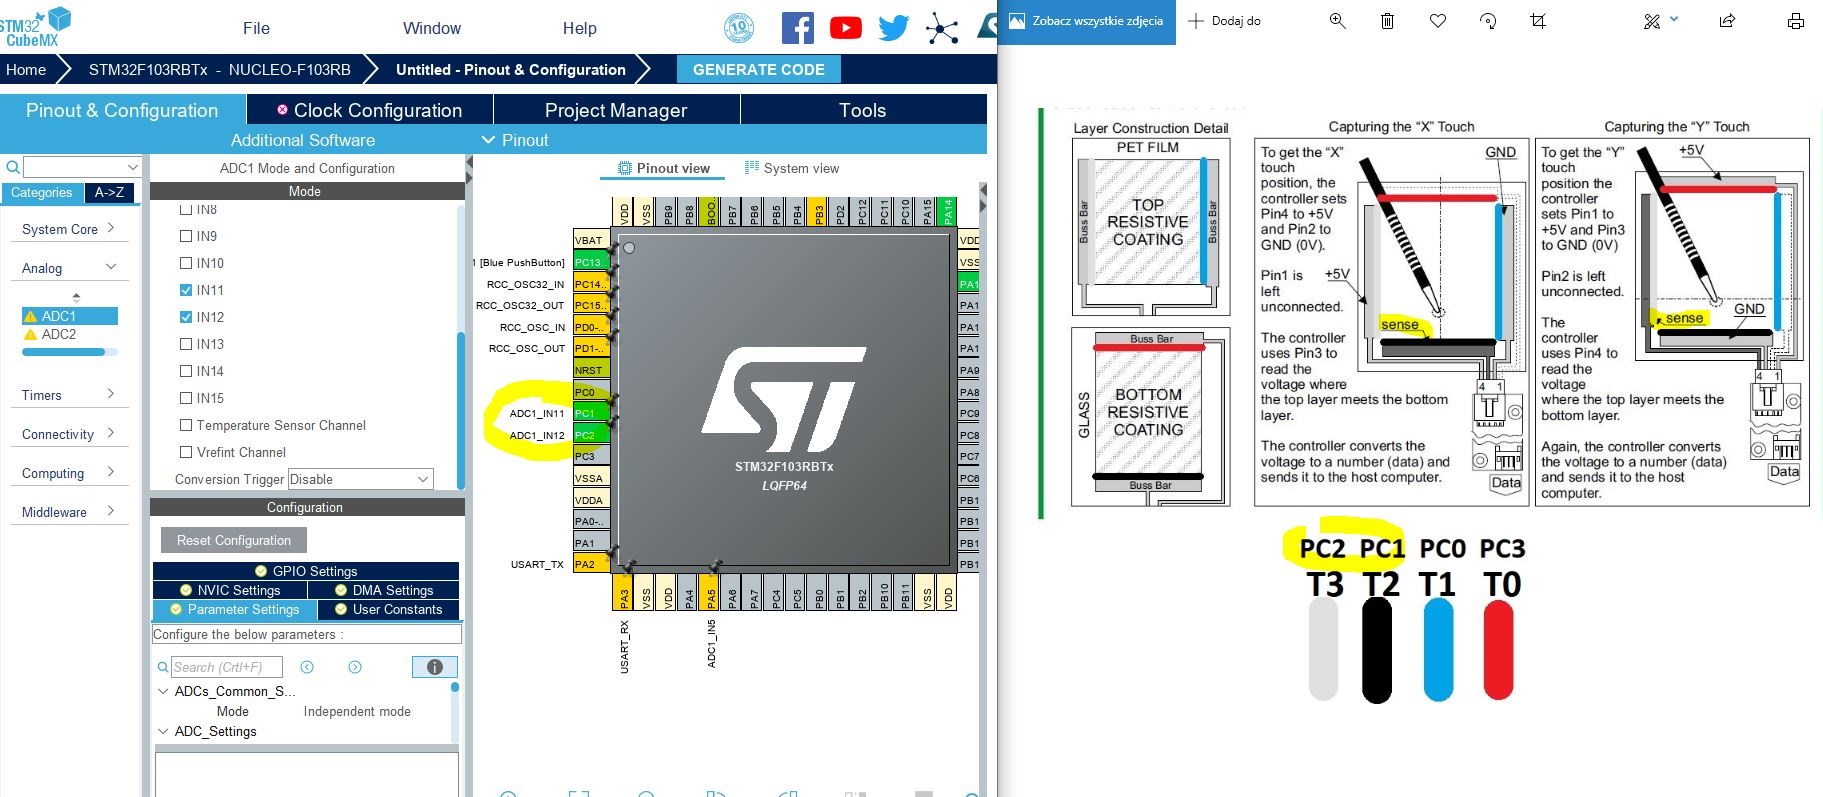 STM32
CubeMX
File
Window
Help
10
Home
STM32F103RBTx - NUCLEO-F103RB
Untitled - Pinout & Configuration
GENERATE CODE
Pinout & Configuration
Clock Configuration
Project Manager
Tools
Additional Software
Pinout
Categories
A->Z
System Core
Analog
ADC1
ADC2
Timers
Connectivity
Computing
Middleware
ADC1 Mode and Configuration
Mode
IN8
IN9
IN10
IN11
IN12
IN13
IN14
IN15
Temperature Sensor Channel
Vrefint Channel
Conversion Trigger Disable
Configuration
Reset Configuration
GPIO Settings
NVIC Settings
DMA Settings
Parameter Settings
User Constants
Configure the below parameters :
Search (Crtl+F)
ADCs_Common_S...
Mode
Independent mode
ADC_Settings
Pinout view
System view
VDD
VSS
PB9
PB8
BOO.
PB7
PB6
PB5
PB4
PB3
PD2
PC12
PC11
PC10
PA15
PA14
VBAT
1 [Blue PushButton]
PC13..
RCC_OSC32_IN
PC14..
RCC_OSC32_OUT
PC15..
RCC_OSC_IN
PD0-..
RCC_OSC_OUT
PD1-..
NRST
PC0
ADC1_IN11
PC1
ADC1_IN12
PC2
PC3
VSSA
VDDA
PA0-..
PA1
USART_TX
PA2
STM32F103RBTx
LQFP64
VDD
VSS
PA1
PA1
PA1
PA1
PA9
PA8
PC9
PC8
PC7
PC6
PB1
PB1
PB1
PB1
PA3
VSS
VDD
PA4
PA5
PA6
PA7
PC4
PC5
PB0
PB1
PB2
PB10
PB11
VSS
VDD
USART_RX
ADC1_IN5
Zobacz wszystkie zdjęcia
Dodaj do
Layer Construction Detail
PET FILM
Buss Bar
TOP
RESISTIVE
COATING
Buss Bar
GLASS
Buss Bar
BOTTOM
RESISTIVE
COATING
Buss Bar
Capturing the “X” Touch
To get the “X”
touch
position, the
controller sets
Pin4 to +5V
and Pin2 to
GND (0V).
Pin1 is
left
unconnected.
The controller
uses Pin3 to
read the
voltage where
the top layer meets the bottom
layer.
The controller converts the
voltage to a number (data) and
sends it to the host computer.
GND
+5V
sense
4 1
Data
Capturing the “Y” Touch
To get the “Y”
touch
position the
controller
sets Pin1 to
+5V and Pin3
to GND (0V)
Pin2 is left
unconnected.
The
controller
uses Pin4 to
read the
voltage
where the top layer meets the
bottom layer.
Again, the controller converts
the voltage to a number (data)
and sends it to the host
computer.
+5V
sense
GND
4 1
Data
PC2 PC1 PC0 PC3
T3 T2 T1 T0